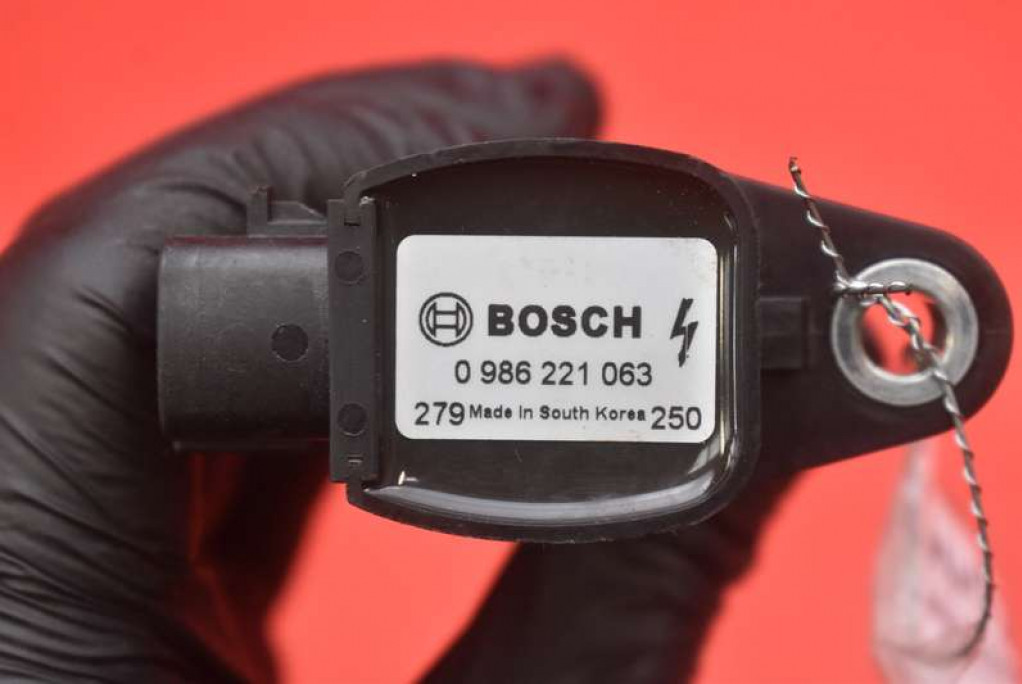 BOSCH
0 986 221 063
279 Made In South Korea 250